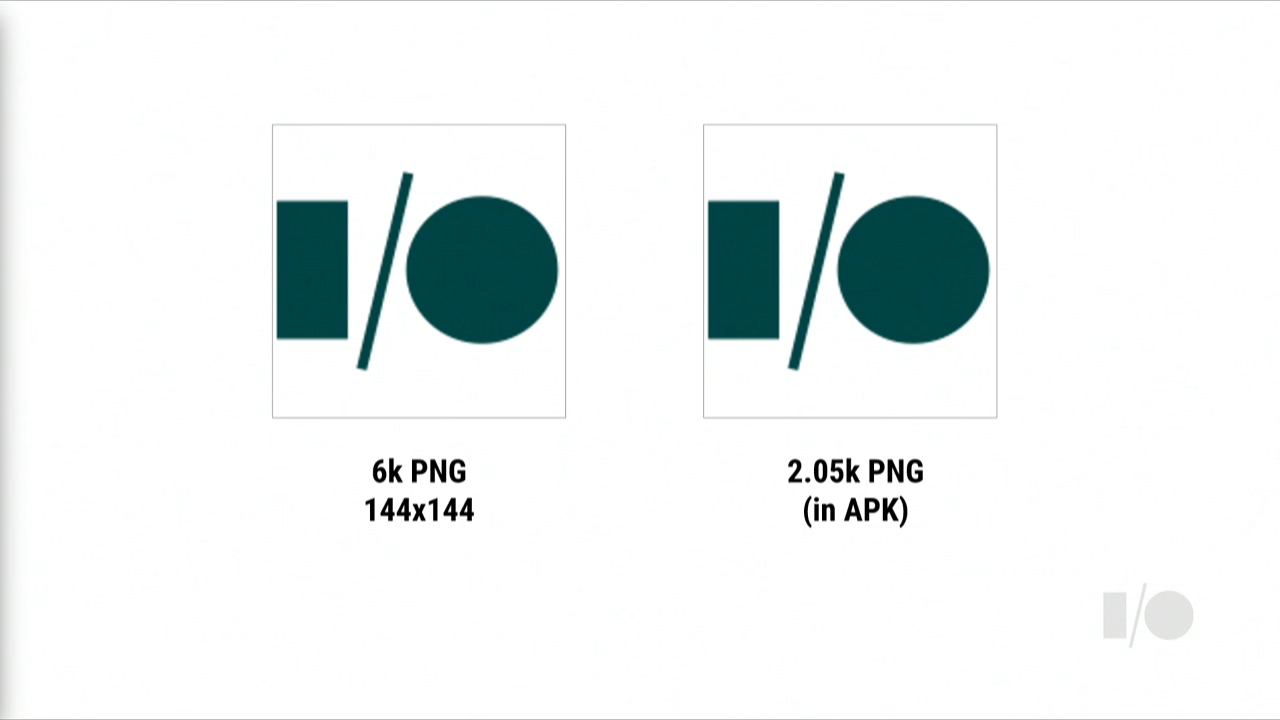 I/O
I/O
6k PNG
144x144
2.05k PNG
(in APK)
I/O